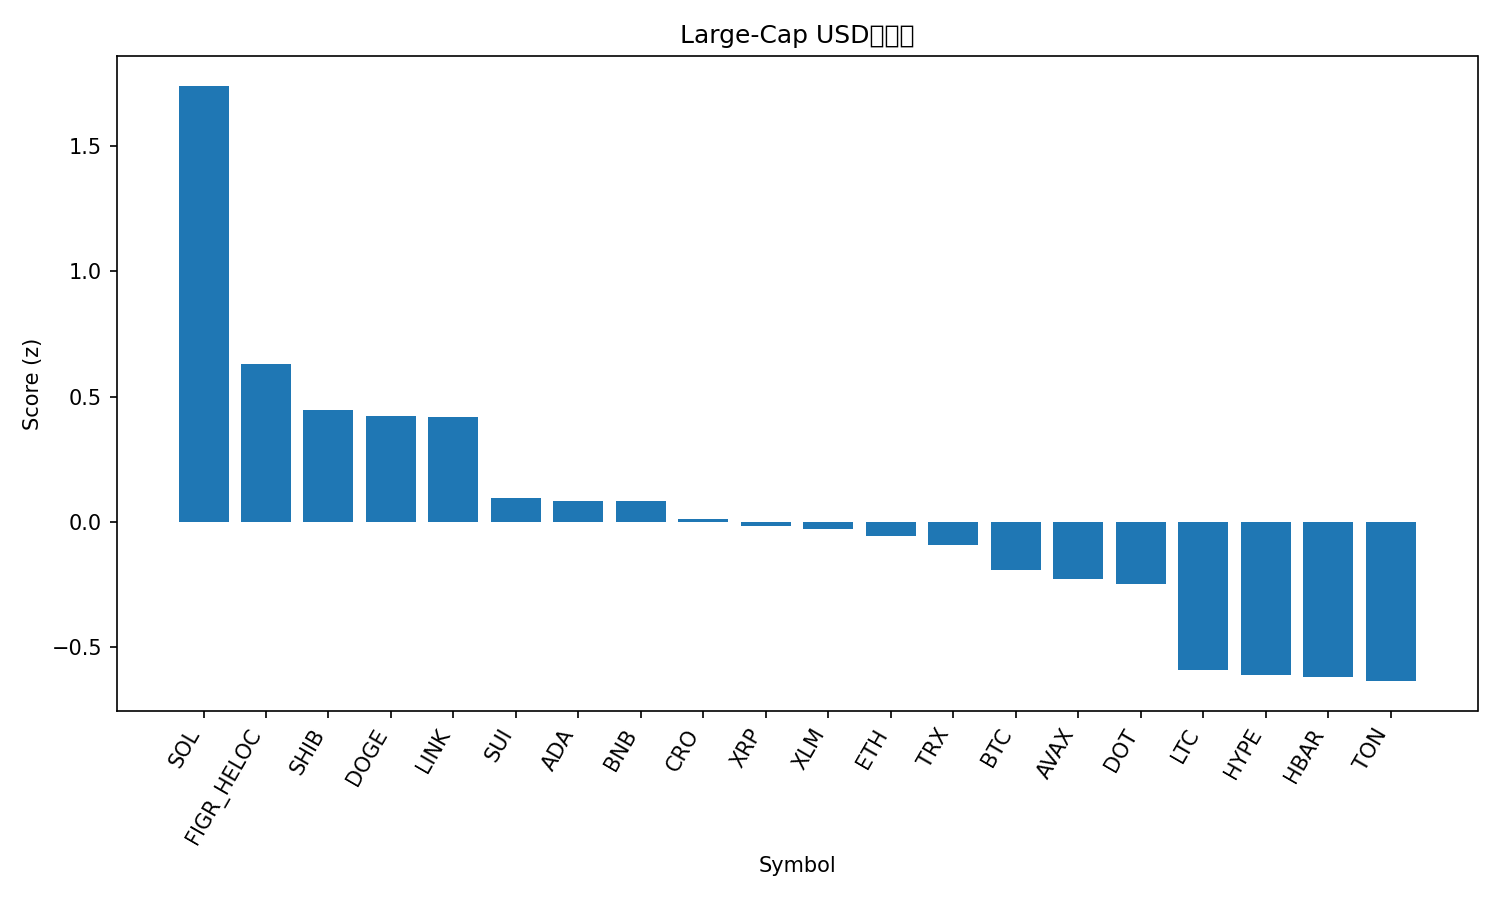 Large-Cap USD
Score (z)
1.5
1.0
0.5
0.0
−0.5
SOL
FIGR_HELOC
SHIB
DOGE
LINK
SUI
ADA
BNB
CRO
XRP
XLM
ETH
TRX
BTC
AVAX
DOT
LTC
HYPE
HBAR
TON
Symbol